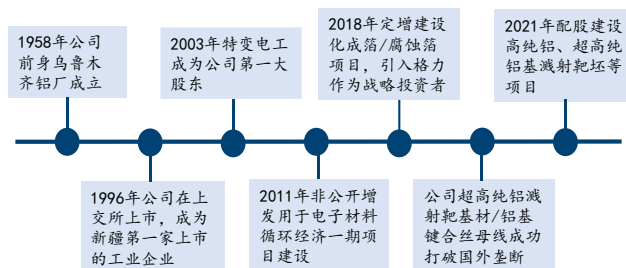 1958年公司
前身乌鲁木
齐铝厂成立
1996年公司在上
交所上市，成为
新疆第一家上市
的工业企业
2003年特变电工
成为公司第一大
股东
2011年非公开增
发用于电子材料
循环经济一期项
目建设
2018年定增建设
化成箔/腐蚀箔
项目，引入格力
作为战略投资者
公司超高纯铝溅
射靶基材/铝基
键合丝母线成功
打破国外垄断
2021年配股建设
高纯铝、超高纯
铝基溅射靶坯等
项目